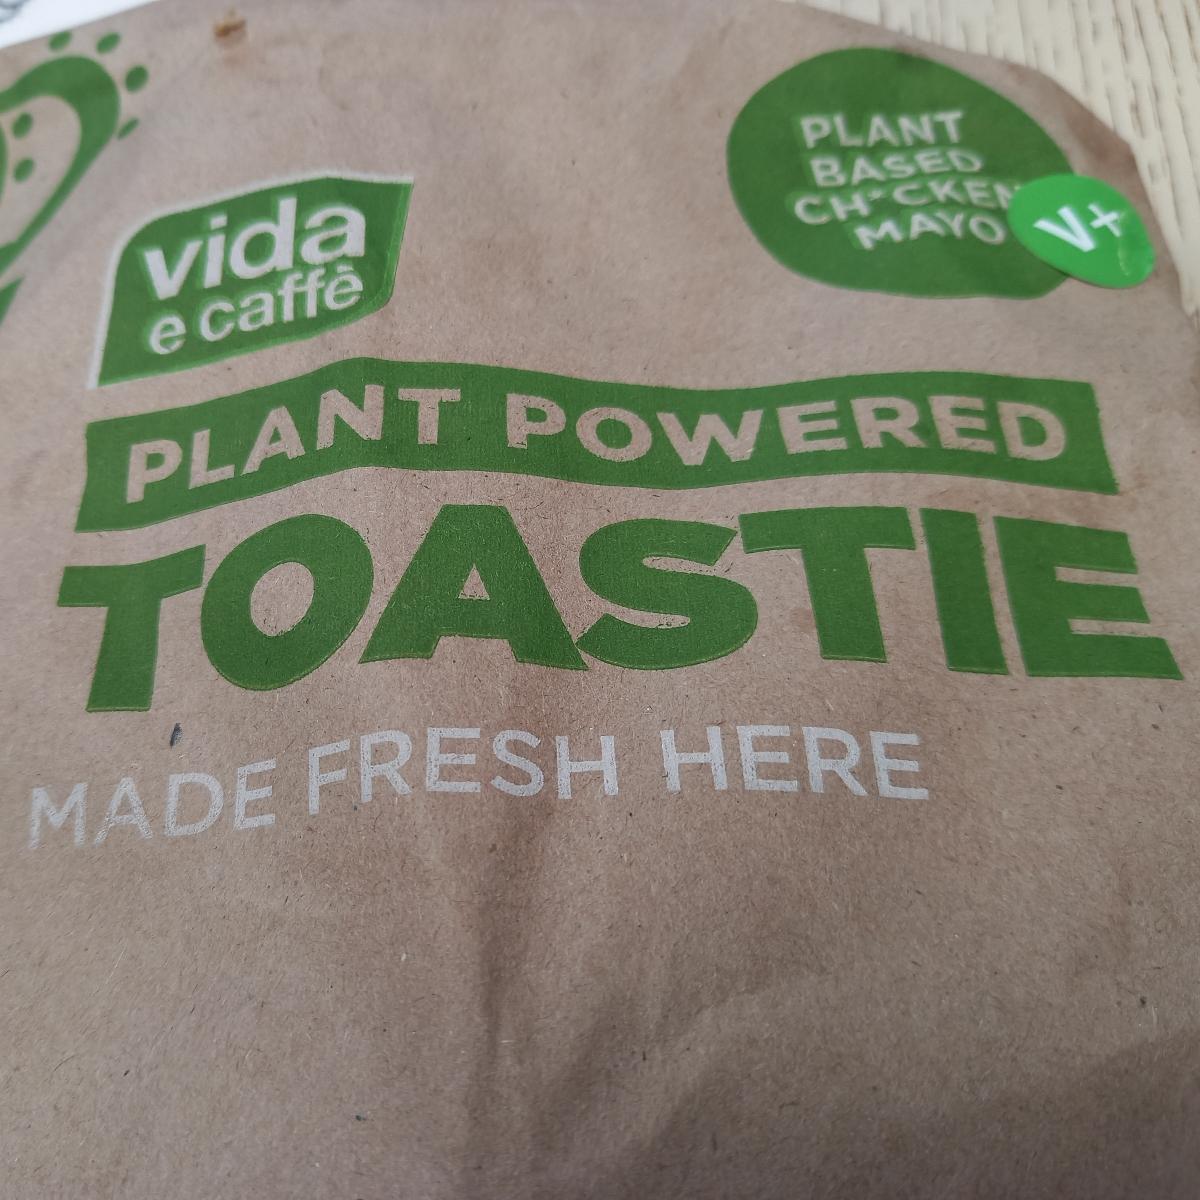 vida
e caffè
PLANT
BASED
CH*CKEN
MAYO
V+
PLANT POWERED
TOASTIE
MADE FRESH HERE